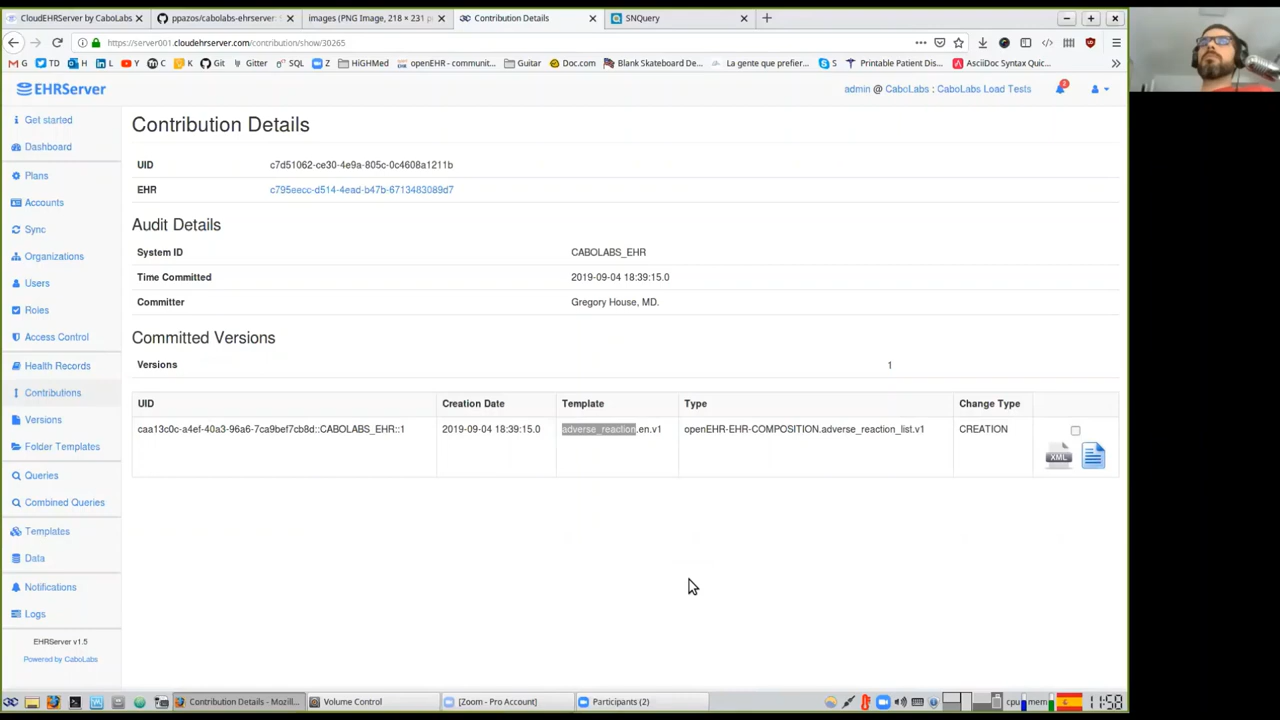 CloudEHRServer by CaboLabs
ppazos/cabolabs-ehrserver:
images (PNG Image, 218 × 231 p
Contribution Details
SNQuery
https://server001.cloudehrserver.com/contribution/show/30265
G TD H L Y C K Git Gitter SQL Z HiGHMed openEHR - communit... Guitar Doc.com Blank Skateboard De... La gente que prefier... S Printable Patient Dis... AsciiDoc Syntax Quic...
EHRServer
admin @ CaboLabs : CaboLabs Load Tests
Get started
Dashboard
Plans
Accounts
Sync
Organizations
Users
Roles
Access Control
Health Records
Contributions
Versions
Folder Templates
Queries
Combined Queries
Templates
Data
Notifications
Logs
EHRServer v1.5
Powered by CaboLabs
Contribution Details
UID c7d51062-ce30-4e9a-805c-0c4608a1211b
EHR c795eecc-d514-4ead-b47b-6713483089d7
Audit Details
System ID CABOLABS_EHR
Time Committed 2019-09-04 18:39:15.0
Committer Gregory House, MD.
Committed Versions
Versions 1
UID Creation Date Template Type Change Type
caa13c0c-a4ef-40a3-96a6-7ca9bef7cb8d::CABOLABS_EHR::1 2019-09-04 18:39:15.0 adverse_reaction.en.v1 openEHR-EHR-COMPOSITION.adverse_reaction_list.v1 CREATION
XML
Contribution Details - Mozill...
Volume Control
[Zoom - Pro Account]
Participants (2)
cpu mem 11:58